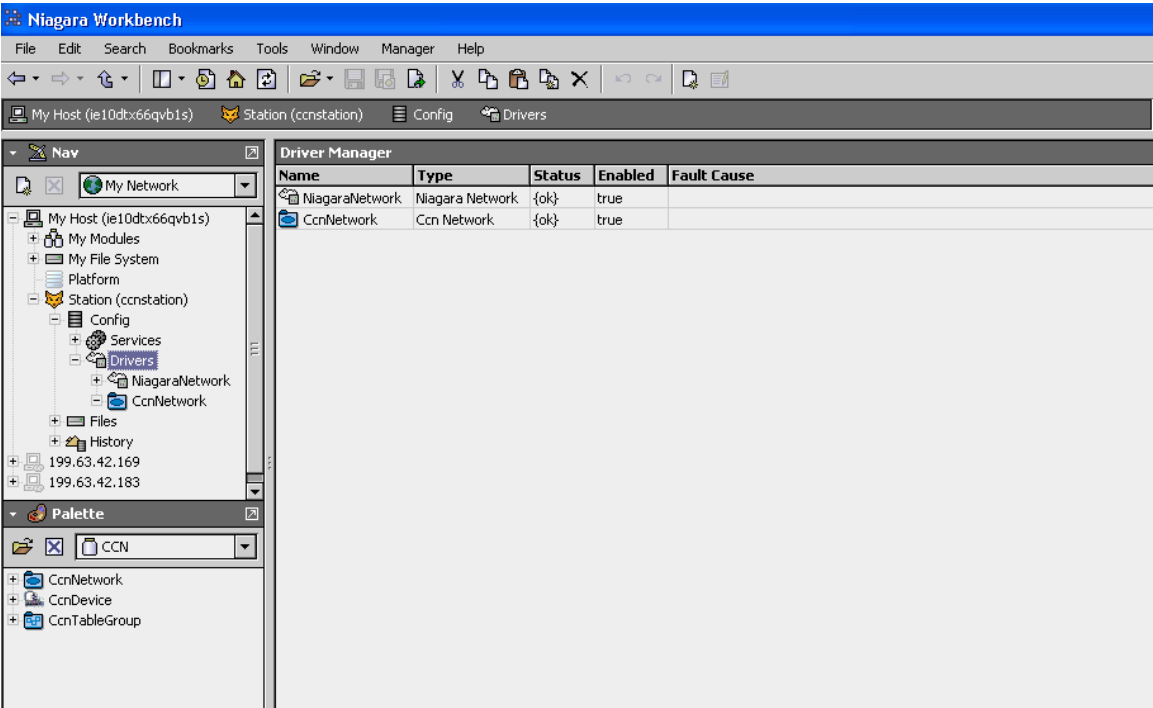 Niagara Workbench
File Edit Search Bookmarks Tools Window Manager Help
My Host (ie10dtx66qvb1s) Station (ccnstation) Config Drivers
Nav
My Network
My Host (ie10dtx66qvb1s)
My Modules
My File System
Platform
Station (ccnstation)
Config
Services
Drivers
NiagaraNetwork
CcnNetwork
Files
History
199.63.42.169
199.63.42.183
Palette
CCN
CcnNetwork
CcnDevice
CcnTableGroup
Driver Manager
Name Type Status Enabled Fault Cause
NiagaraNetwork Niagara Network {ok} true
CcnNetwork Ccn Network {ok} true